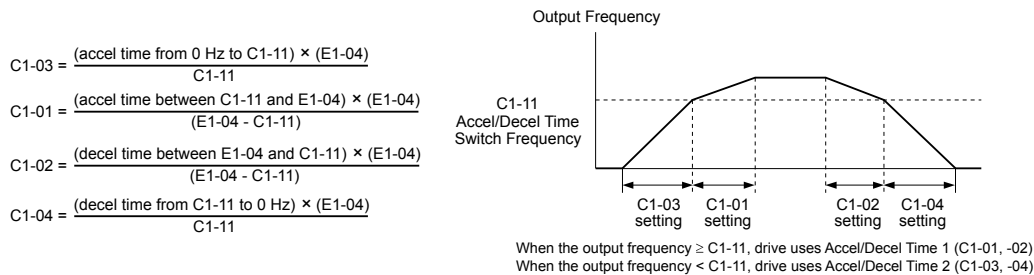 C1-03 = (accel time from 0 Hz to C1-11) × (E1-04)
C1-11
C1-01 = (accel time between C1-11 and E1-04) × (E1-04)
(E1-04 - C1-11)
C1-02 = (decel time between E1-04 and C1-11) × (E1-04)
(E1-04 - C1-11)
C1-04 = (decel time from C1-11 to 0 Hz) × (E1-04)
C1-11
Output Frequency
C1-11
Accel/Decel Time
Switch Frequency
C1-03 C1-01 C1-02 C1-04
setting setting setting setting
When the output frequency ≥ C1-11, drive uses Accel/Decel Time 1 (C1-01, -02)
When the output frequency < C1-11, drive uses Accel/Decel Time 2 (C1-03, -04)